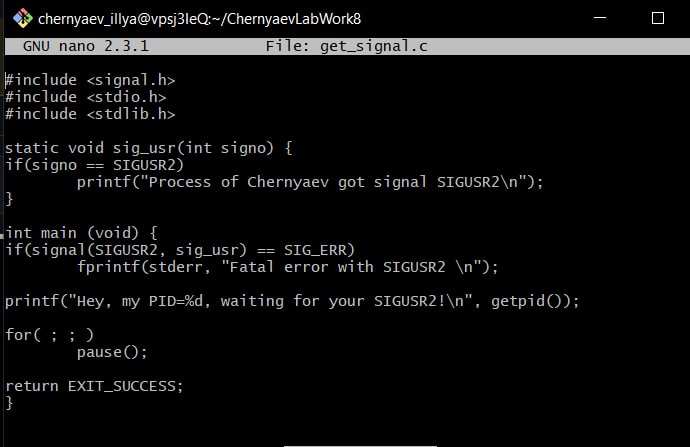 chernyaev_illya@vpsj3IeQ:~/ChernyaevLabWork8
GNU nano 2.3.1 File: get_signal.c
#include <signal.h>
#include <stdio.h>
#include <stdlib.h>
static void sig_usr(int signo) {
if(signo == SIGUSR2)
printf("Process of Chernyaev got signal SIGUSR2\n");
}
int main (void) {
if(signal(SIGUSR2, sig_usr) == SIG_ERR)
fprintf(stderr, "Fatal error with SIGUSR2 \n");
printf("Hey, my PID=%d, waiting for your SIGUSR2!\n", getpid());
for( ; ; )
pause();
return EXIT_SUCCESS;
}